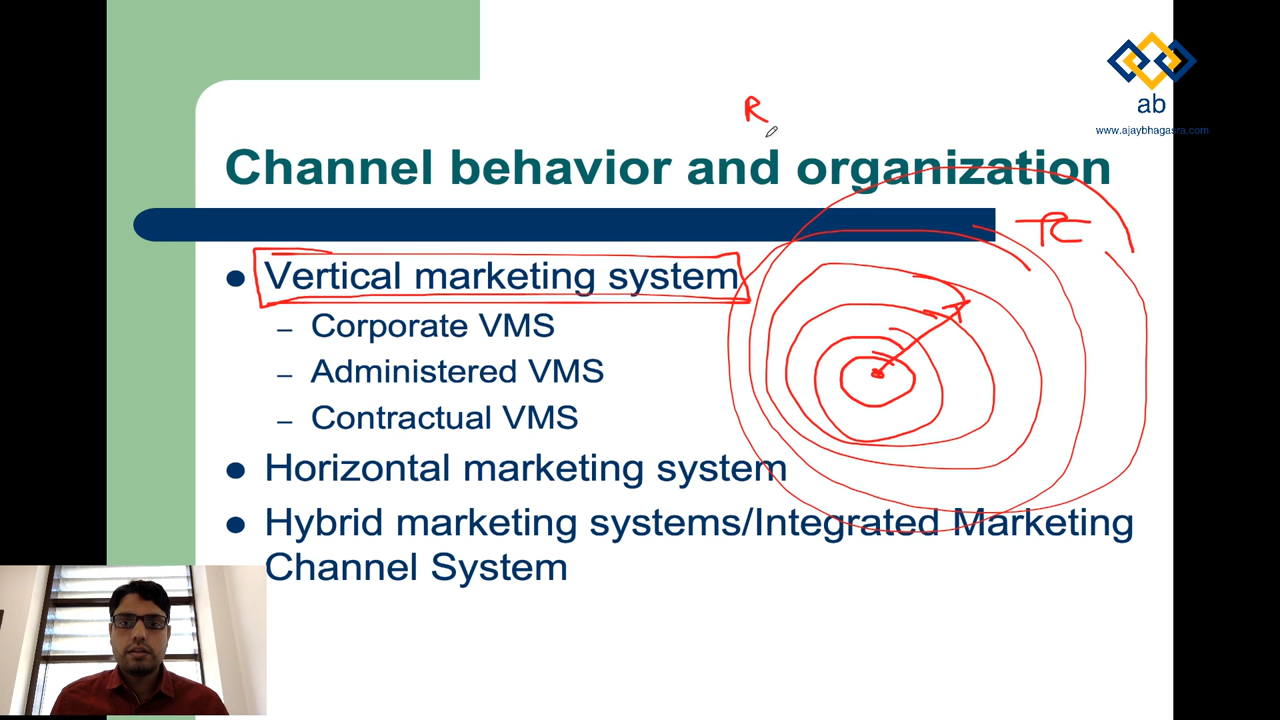 ab
www.ajaybhagasra.com
R
Channel behavior and organization
TC
Vertical marketing system
– Corporate VMS
– Administered VMS
– Contractual VMS
Horizontal marketing system
Hybrid marketing systems/Integrated Marketing
Channel System